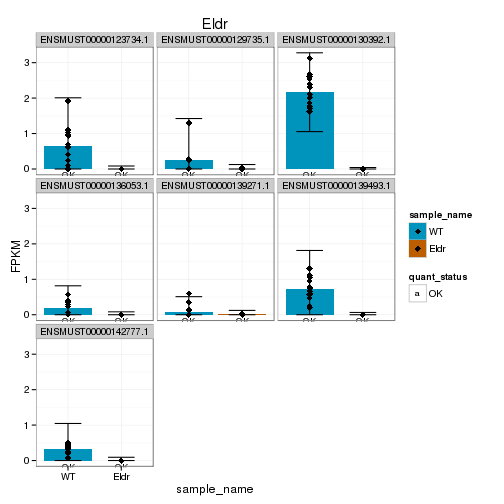 Eldr
ENSMUST00000123734.1 ENSMUST00000129735.1 ENSMUST00000130392.1
3
2
1
0
OK OK OK OK OK OK
ENSMUST00000136053.1 ENSMUST00000139271.1 ENSMUST00000139493.1
3
2
1
0
OK OK OK OK OK OK
ENSMUST00000142777.1
3
2
1
0
OK OK
WT Eldr
FPKM
sample_name
sample_name
WT
Eldr
quant_status
a OK